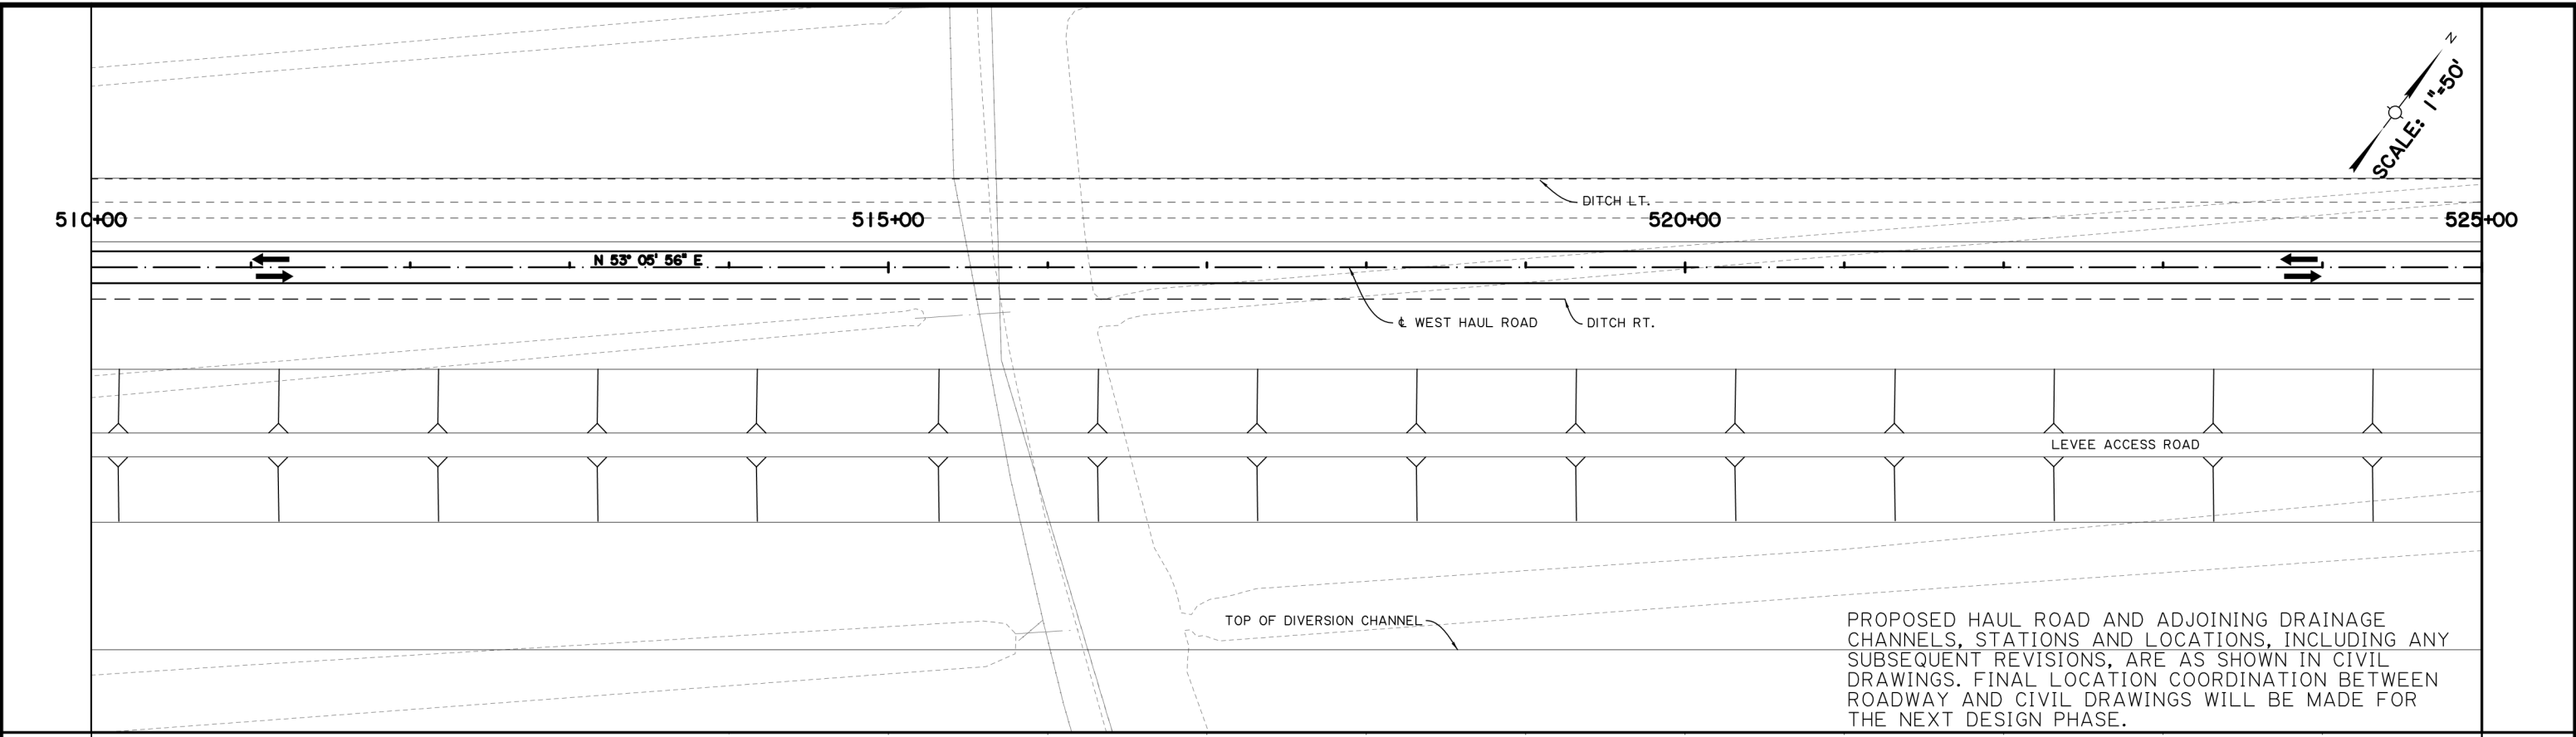 N
SCALE: 1"=50'
DITCH LT.
510+00
515+00
520+00
525+00
N 53° 05' 56" E
℄ WEST HAUL ROAD
DITCH RT.
LEVEE ACCESS ROAD
TOP OF DIVERSION CHANNEL
PROPOSED HAUL ROAD AND ADJOINING DRAINAGE
CHANNELS, STATIONS AND LOCATIONS, INCLUDING ANY
SUBSEQUENT REVISIONS, ARE AS SHOWN IN CIVIL
DRAWINGS. FINAL LOCATION COORDINATION BETWEEN
ROADWAY AND CIVIL DRAWINGS WILL BE MADE FOR
THE NEXT DESIGN PHASE.